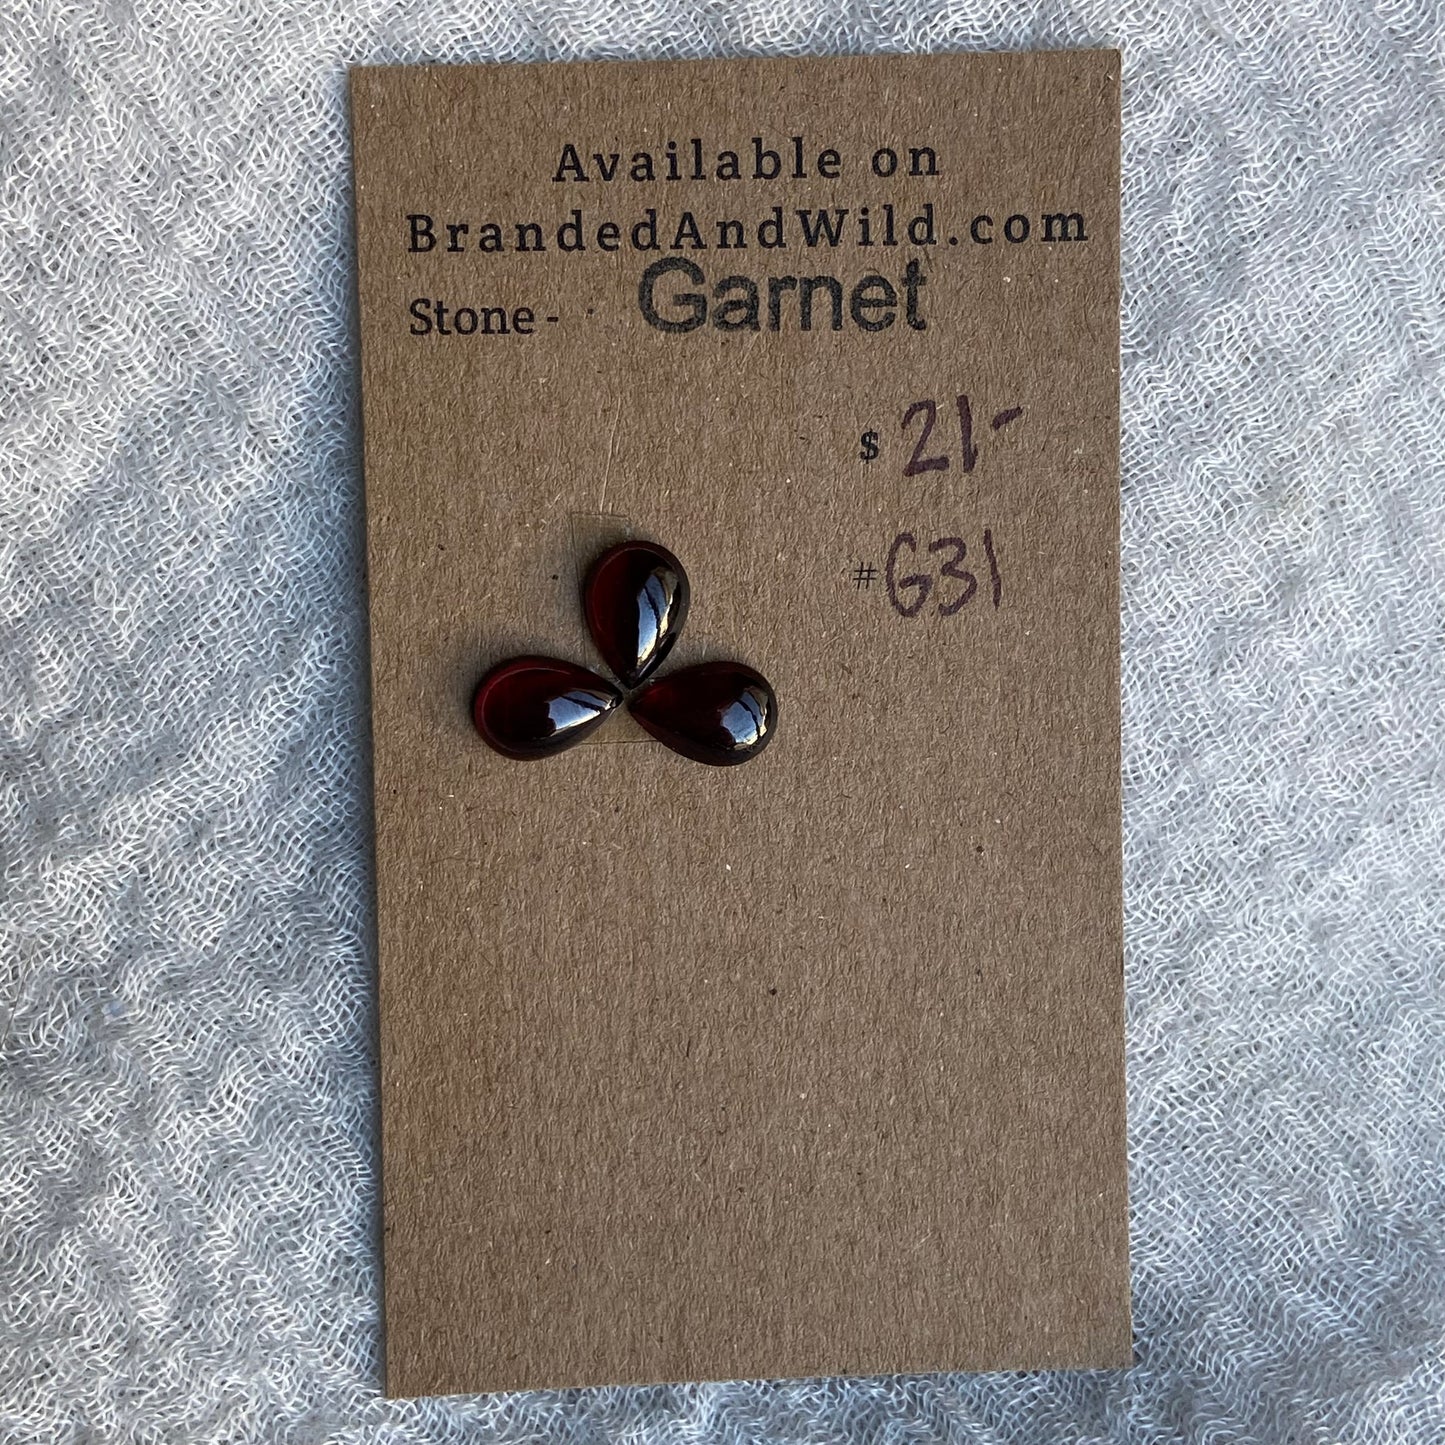 Available on
BrandedAndWild.com
Stone - Garnet
$ 21-
# G31